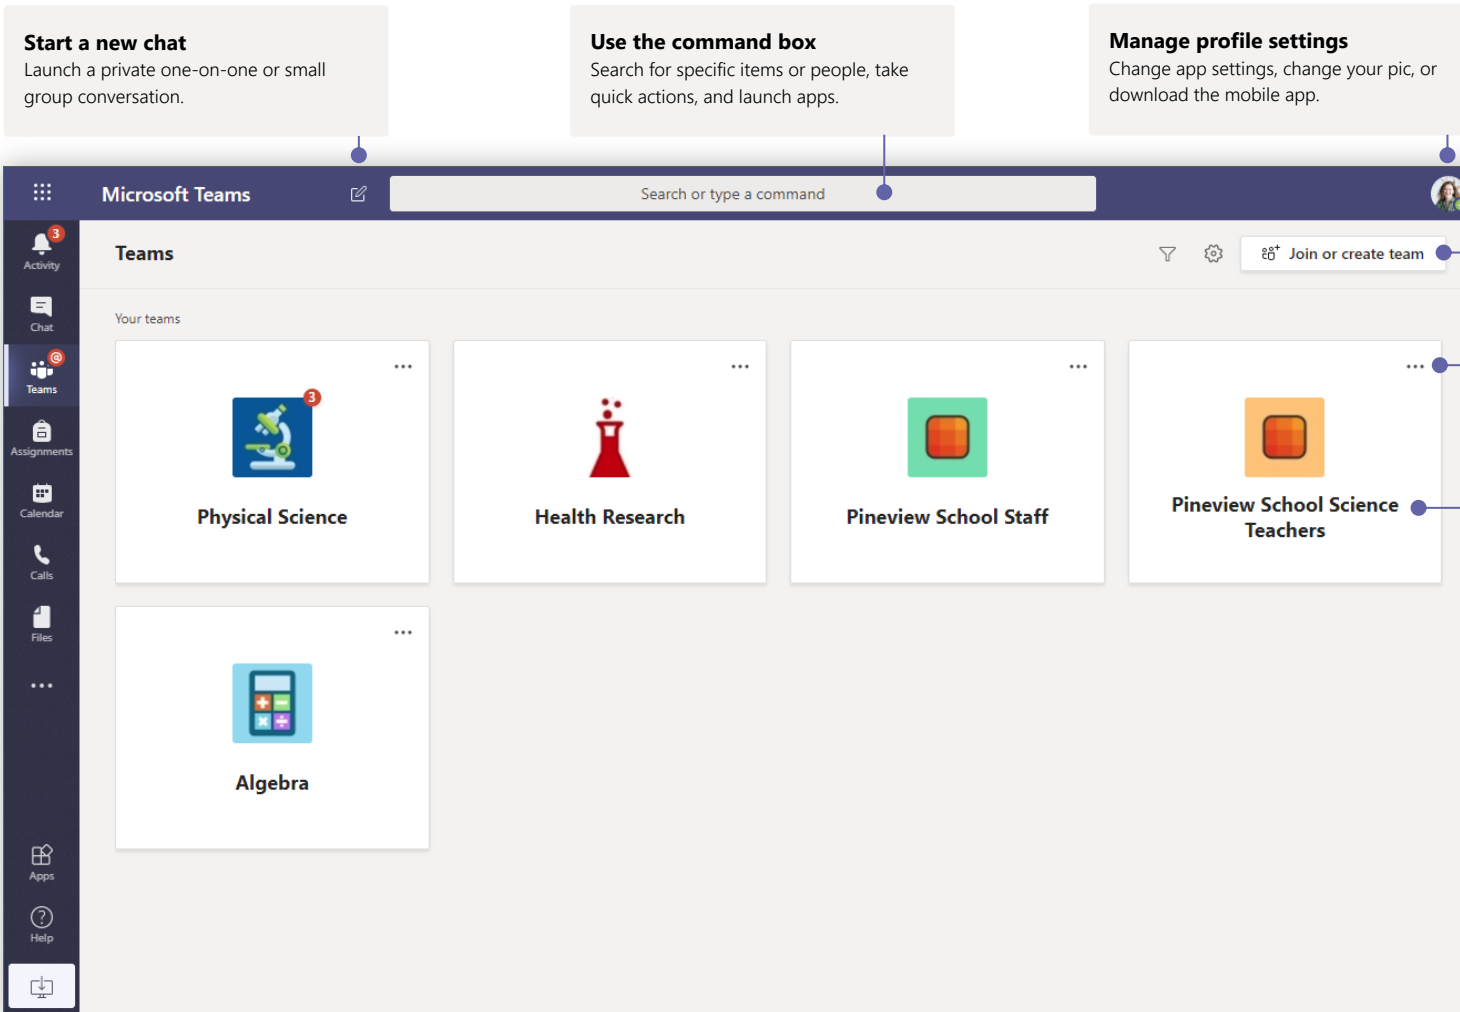 Start a new chat
Launch a private one-on-one or small
group conversation.
Use the command box
Search for specific items or people, take
quick actions, and launch apps.
Manage profile settings
Change app settings, change your pic, or
download the mobile app.
Microsoft Teams
Search or type a command
3
Activity
Chat
@
Teams
Assignments
Calendar
Calls
Files
Apps
Help
Teams
Join or create team
Your teams
3
Physical Science
Health Research
Pineview School Staff
Pineview School Science
Teachers
Algebra